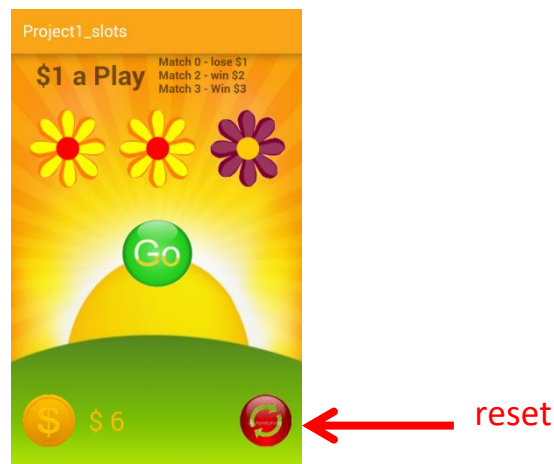 Project1_slots
$1 a Play
Match 0 - lose $1
Match 2 - win $2
Match 3 - Win $3
Go
$
$ 6
reset